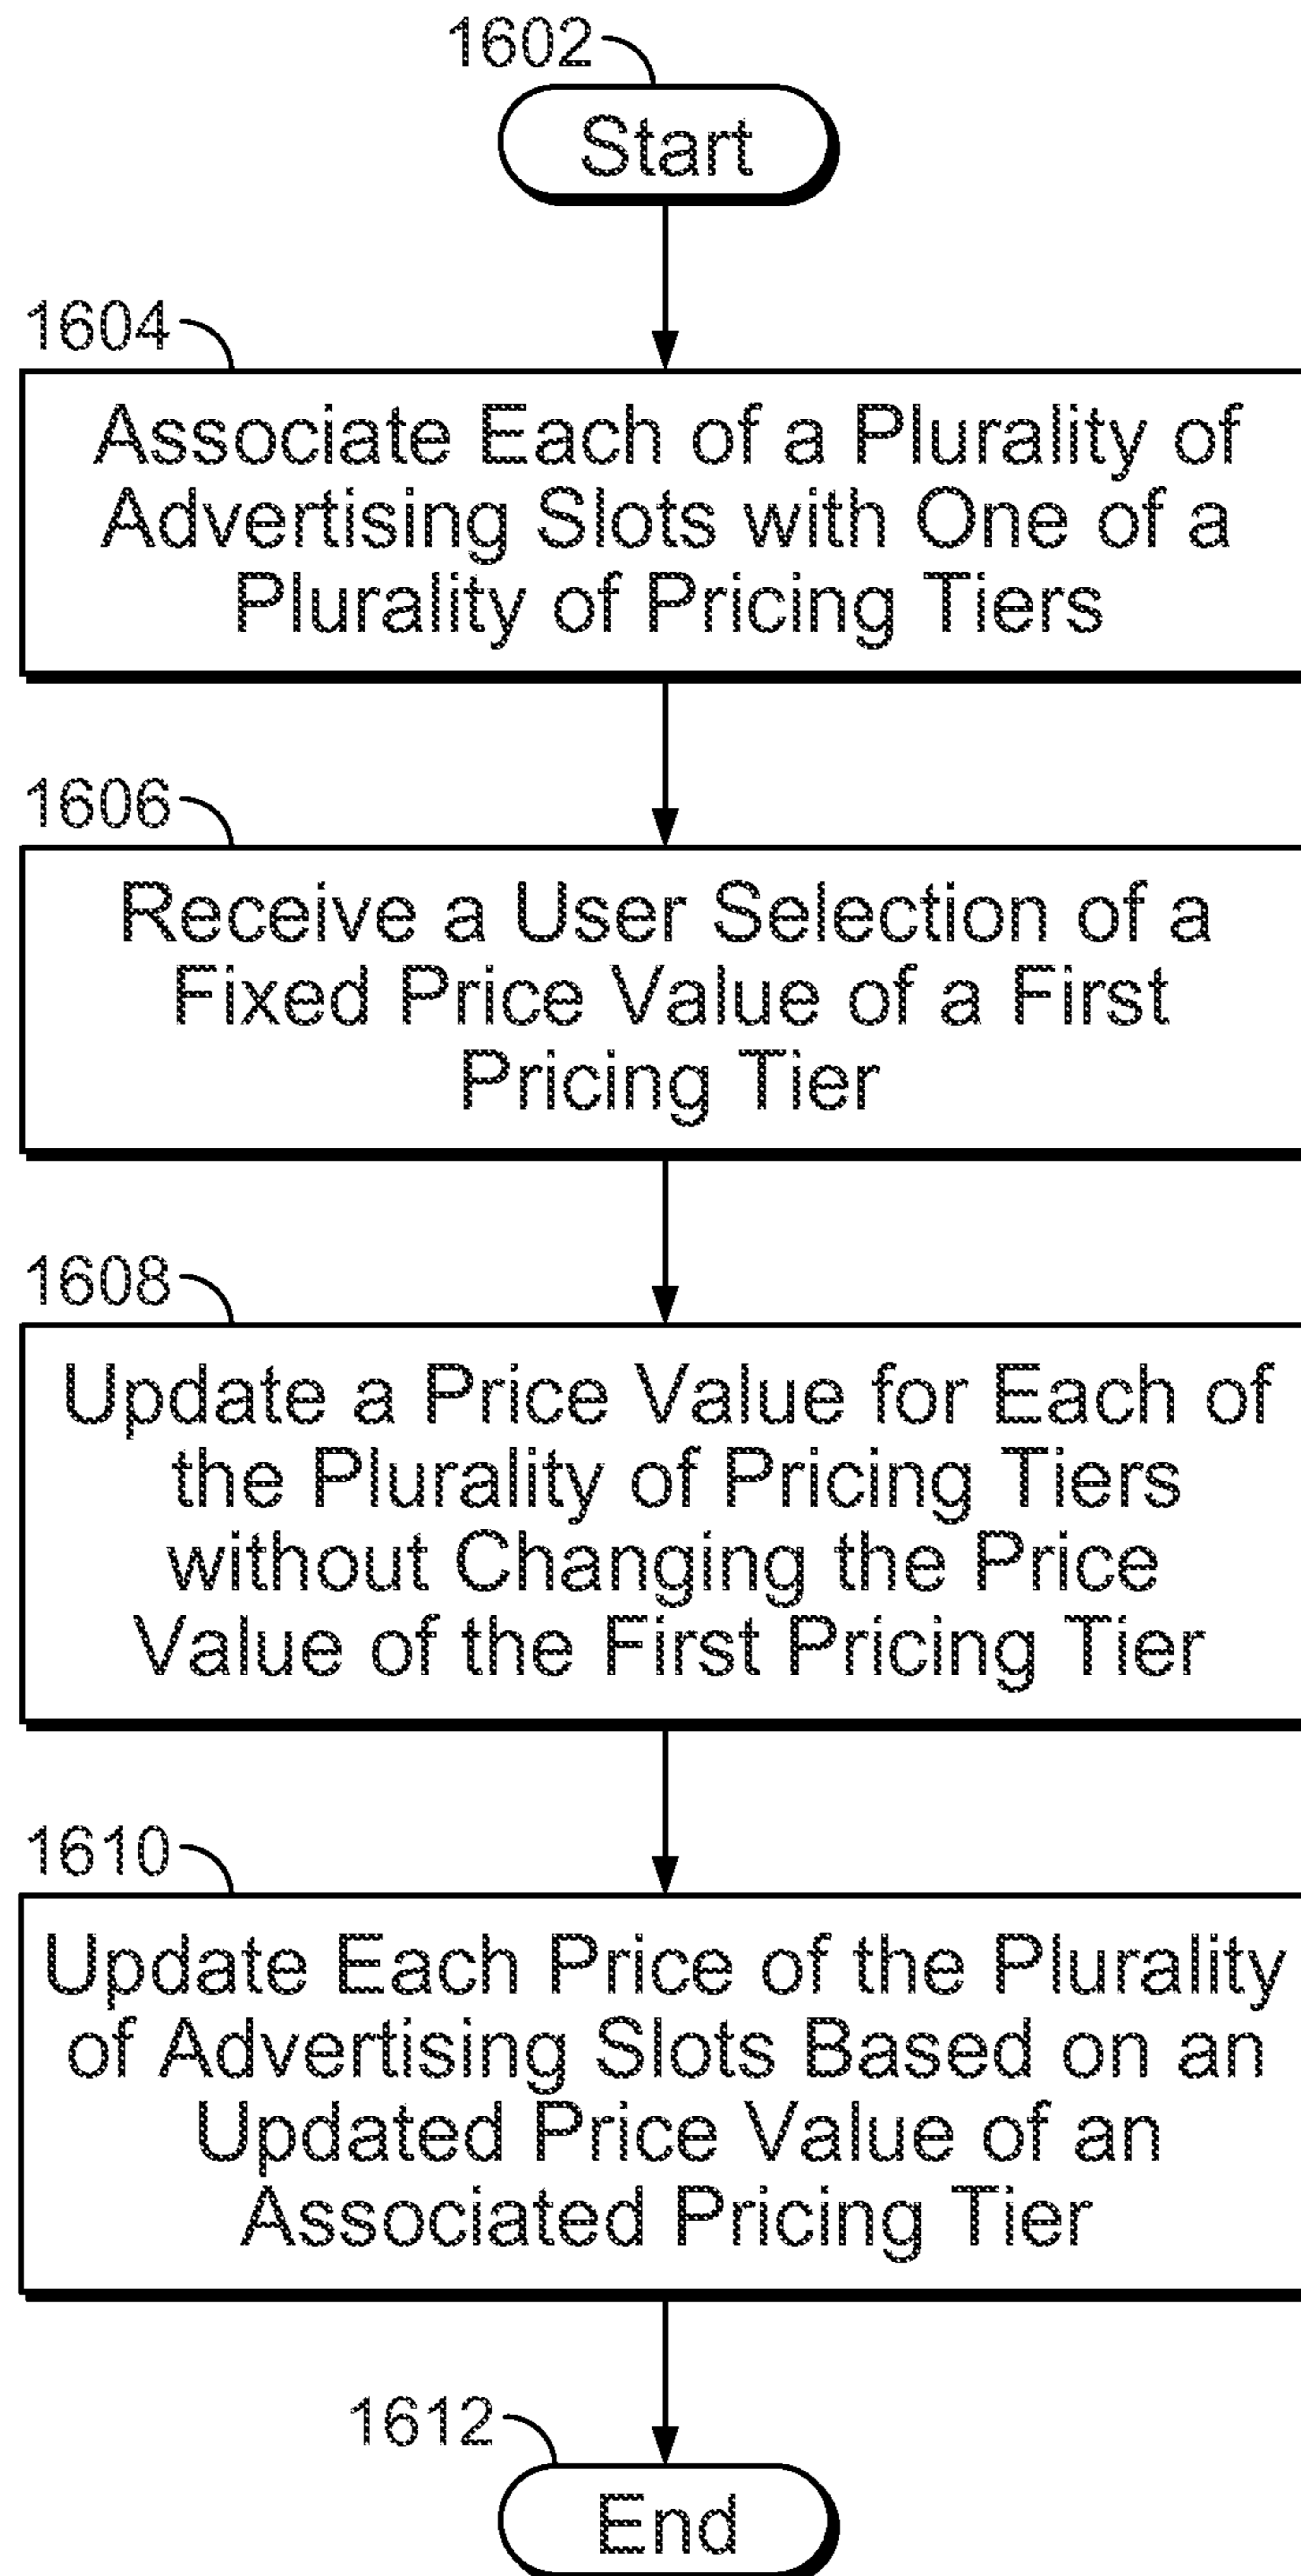 1602
Start
1604
Associate Each of a Plurality of
Advertising Slots with One of a
Plurality of Pricing Tiers
1606
Receive a User Selection of a
Fixed Price Value of a First
Pricing Tier
1608
Update a Price Value for Each of
the Plurality of Pricing Tiers
without Changing the Price
Value of the First Pricing Tier
1610
Update Each Price of the Plurality
of Advertising Slots Based on an
Updated Price Value of an
Associated Pricing Tier
1612
End